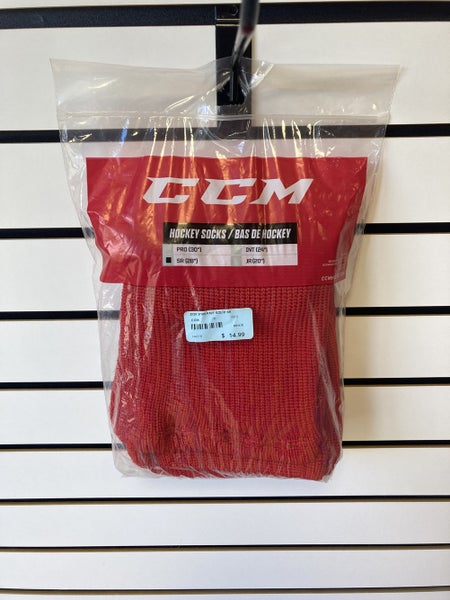 CCM
HOCKEY SOCKS / BAS DE HOCKEY
PRO (30") INT (24")
SR (28") JR (20")
$ 14.99